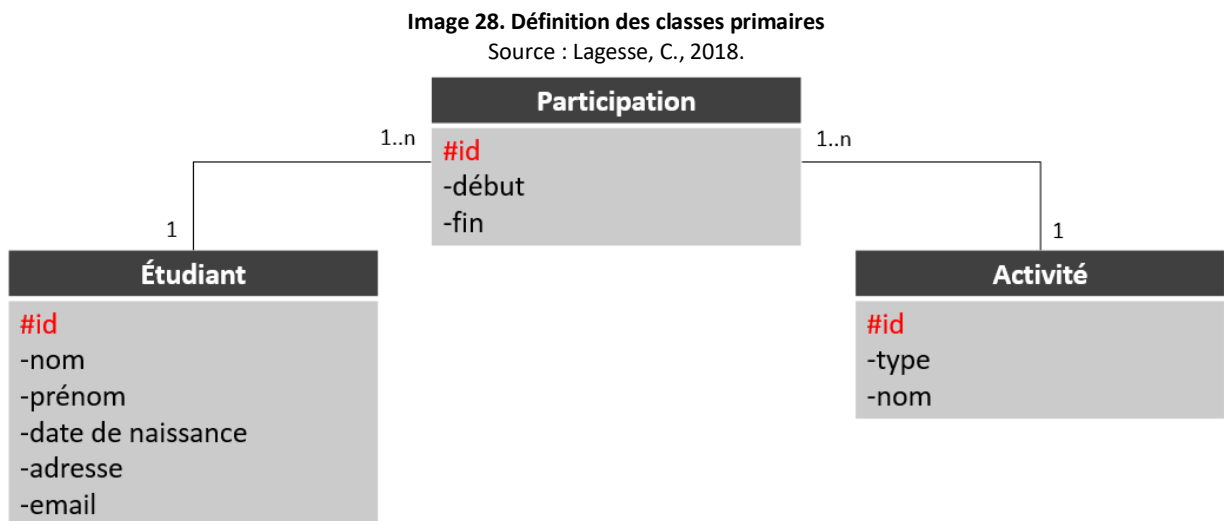 Image 28. Définition des classes primaires
Source : Lagesse, C., 2018.
Participation
1..n
#id
1..n
-début
-fin
1
1
Étudiant
#id
-nom
-prénom
-date de naissance
-adresse
-email
Activité
#id
-type
-nom